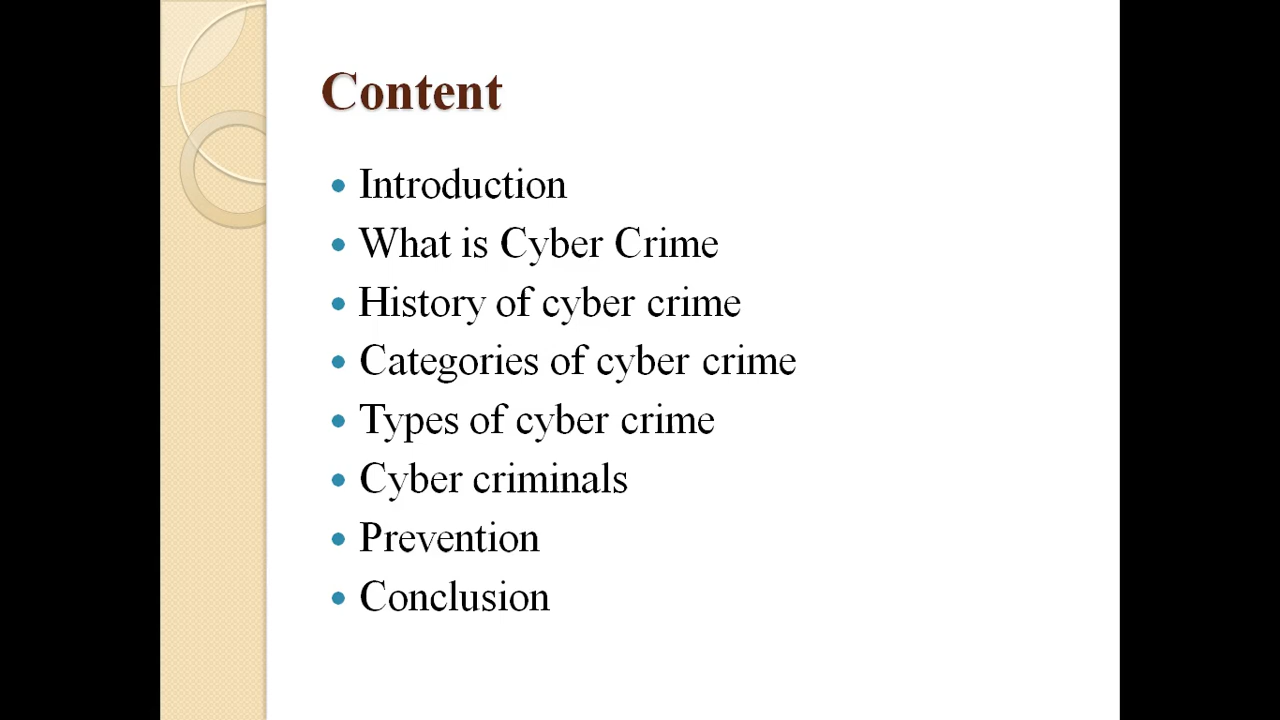 Content
• Introduction
• What is Cyber Crime
• History of cyber crime
• Categories of cyber crime
• Types of cyber crime
• Cyber criminals
• Prevention
• Conclusion